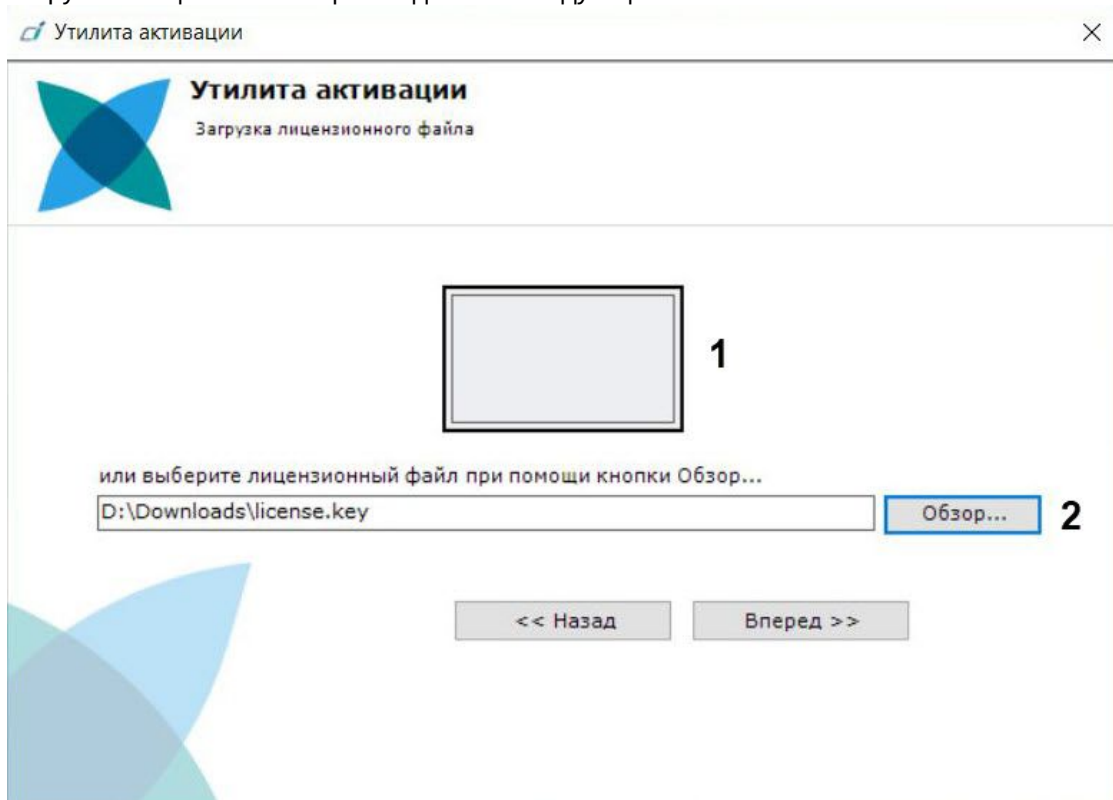 Утилита активации
Утилита активации
Загрузка лицензионного файла
1
или выберите лицензионный файл при помощи кнопки Обзор...
D:\Downloads\license.key
Обзор...
2
<< Назад
Вперед >>